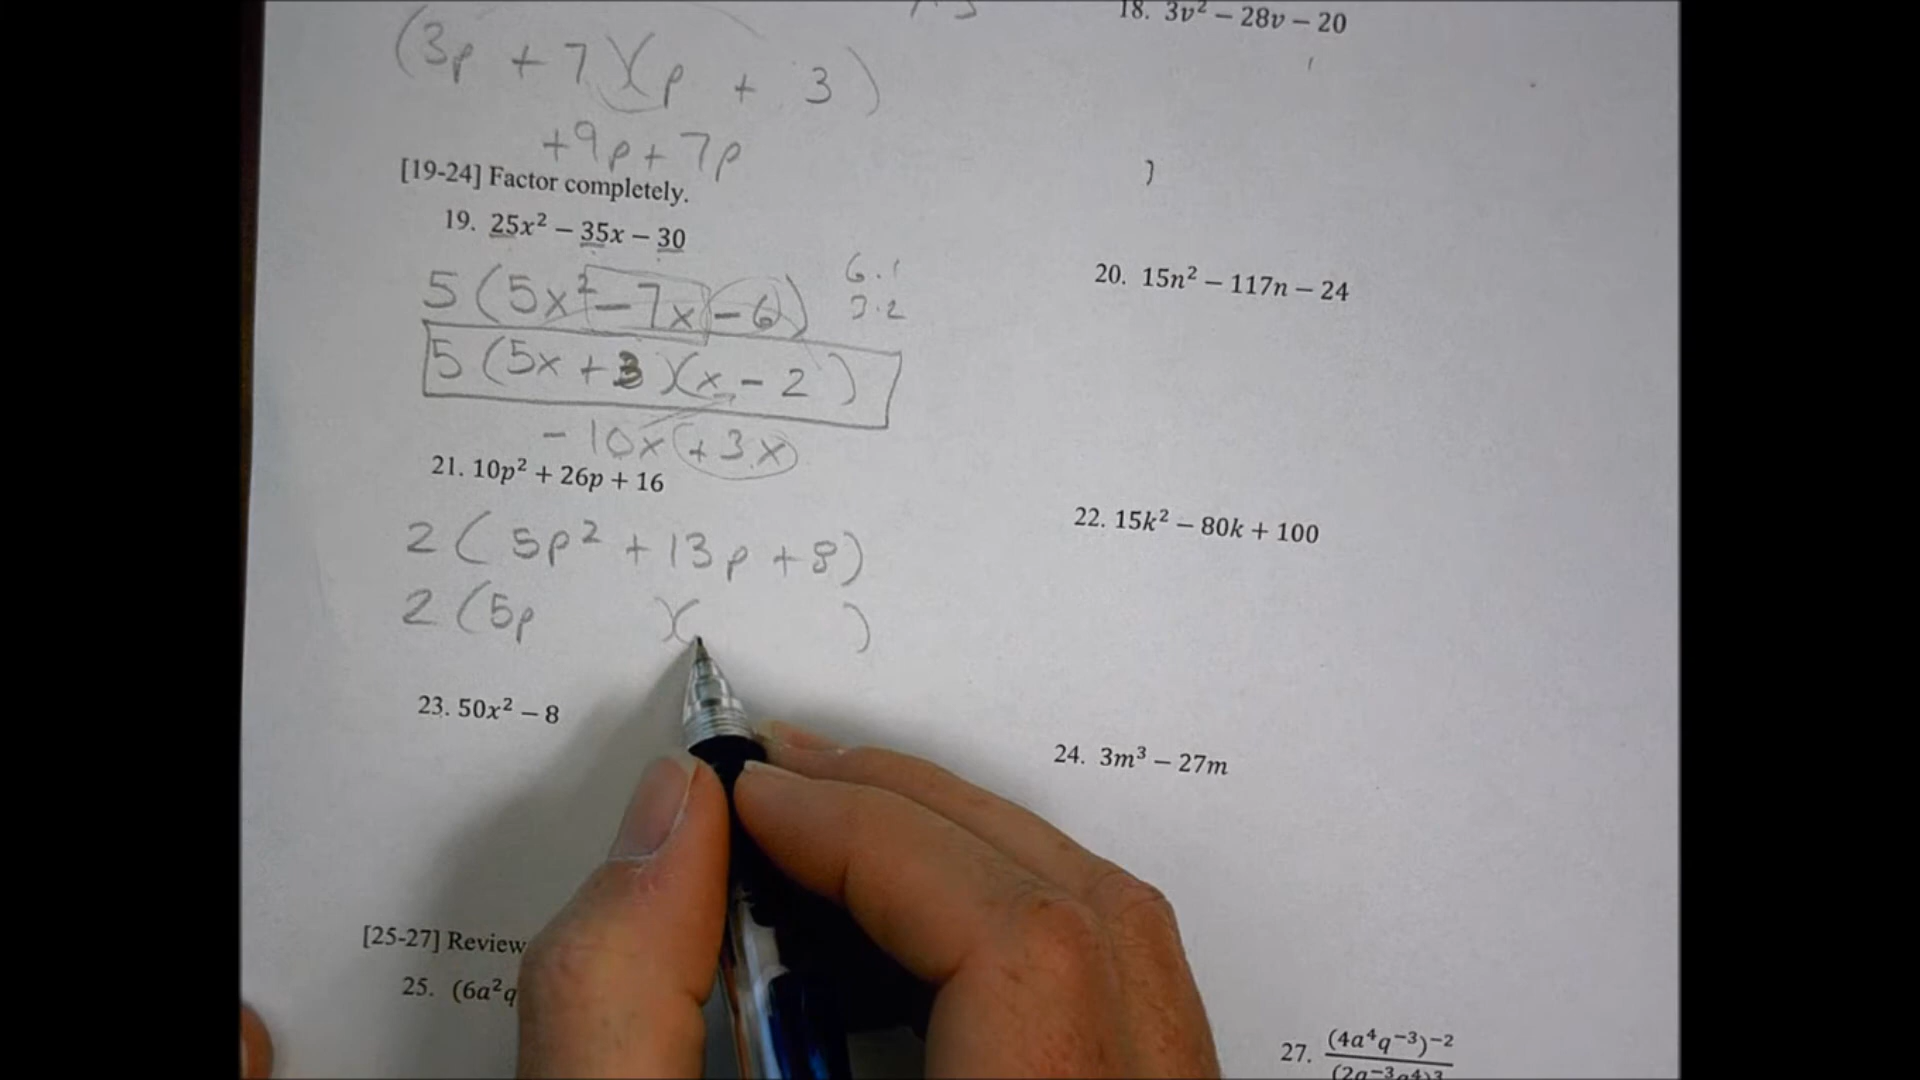 18. 3v² − 28v − 20
(3p + 7)(p + 3)
+9p + 7p
[19-24] Factor completely.
19. 25x² − 35x − 30
5(5x² − 7x − 6)
6·1
3·2
5(5x + 3)(x − 2)
−10x + 3x
20. 15n² − 117n − 24
21. 10p² + 26p + 16
2(5p² + 13p + 8)
2(5p )( )
22. 15k² − 80k + 100
23. 50x² − 8
24. 3m³ − 27m
[25-27] Review
25. (6a²q
27. (4a⁴q⁻³)⁻²